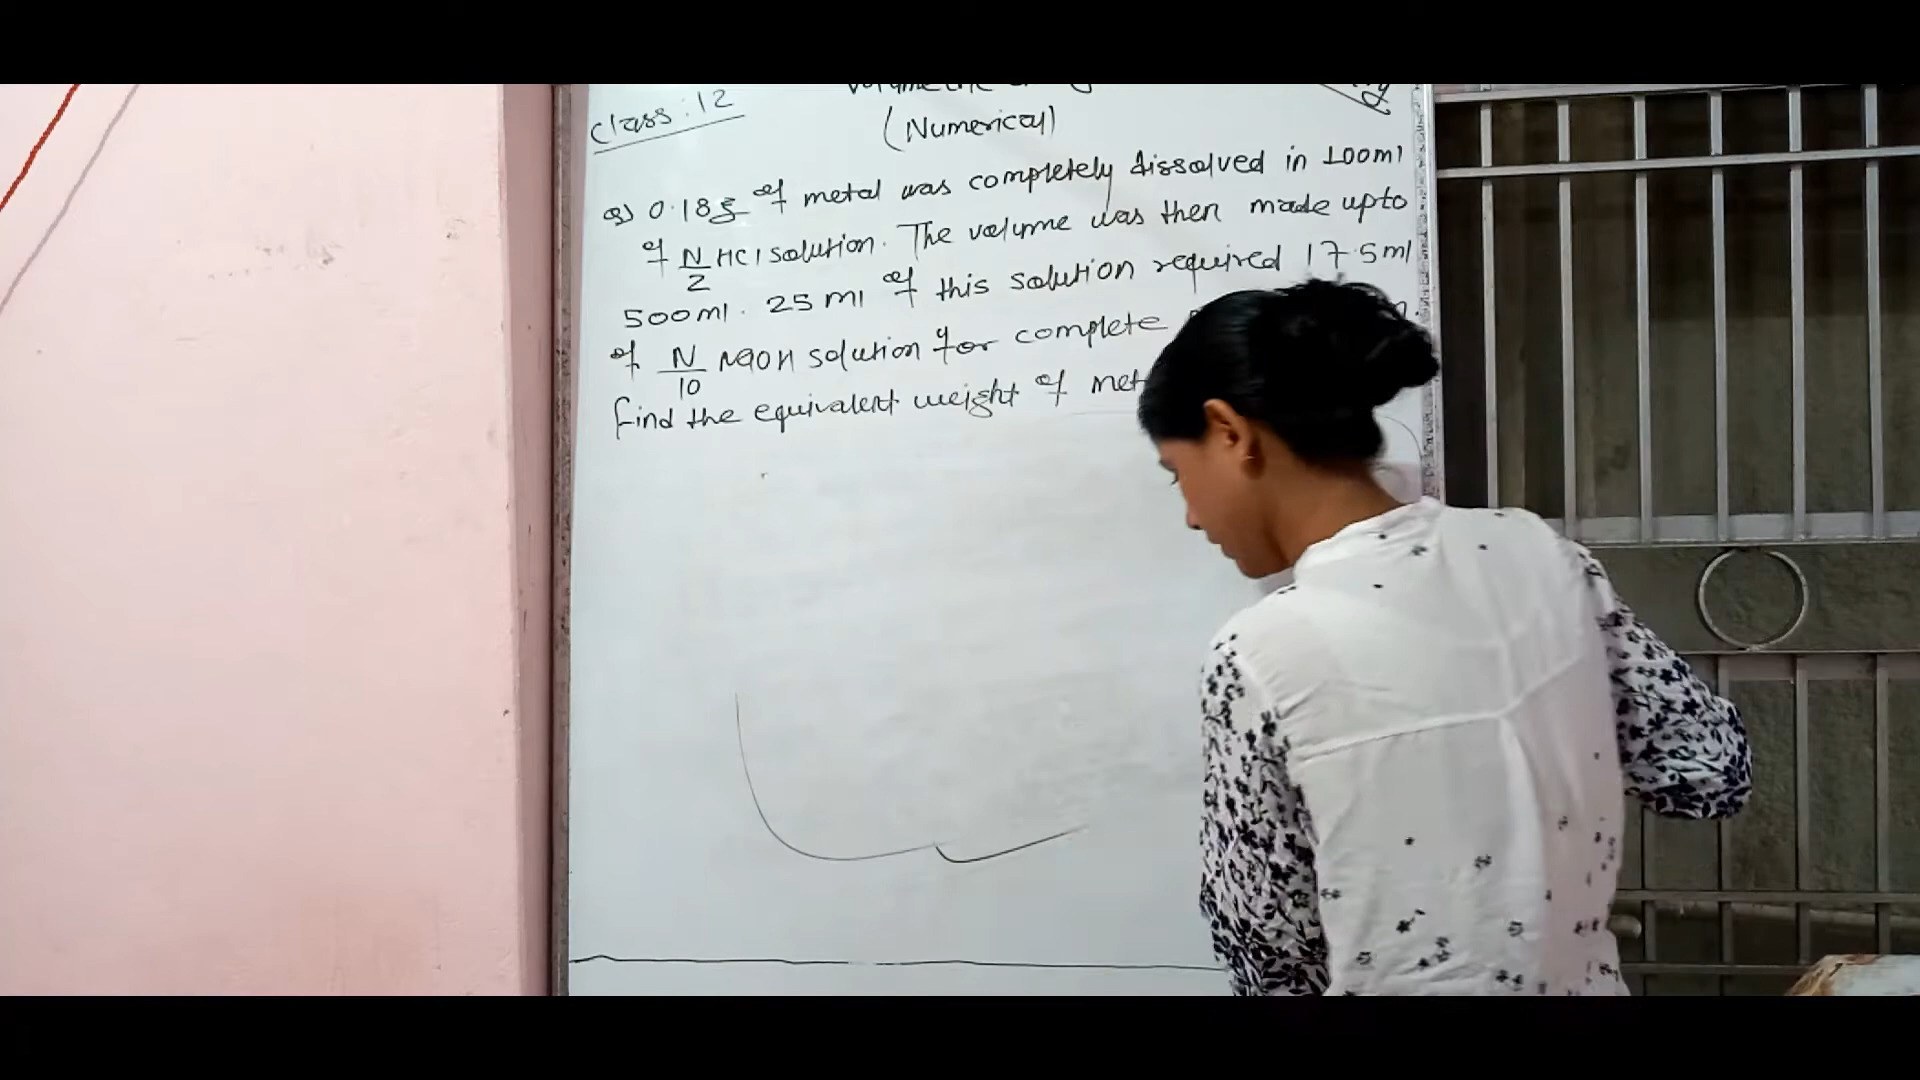 Class: 12
(Numerical)
Q) 0.18g of metal was completely dissolved in 100ml
of N/2 HCl solution. The volume was then made upto
500ml. 25ml of this solution required 17.5ml
of N/10 NaOH solution for complete
find the equivalent weight of